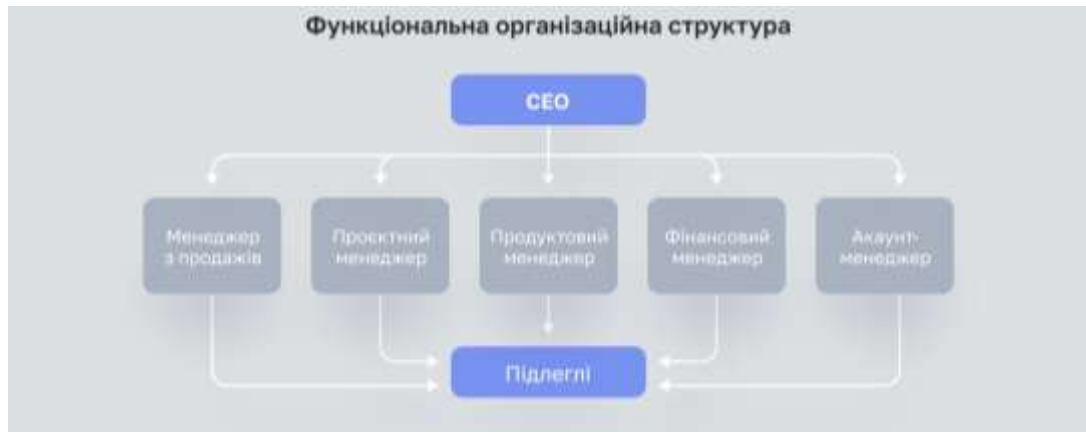 Функціональна організаційна структура
CEO
Менеджер
з продажів
Проєктний
менеджер
Продуктовий
менеджер
Фінансовий
менеджер
Акаунт-
менеджер
Підлеглі